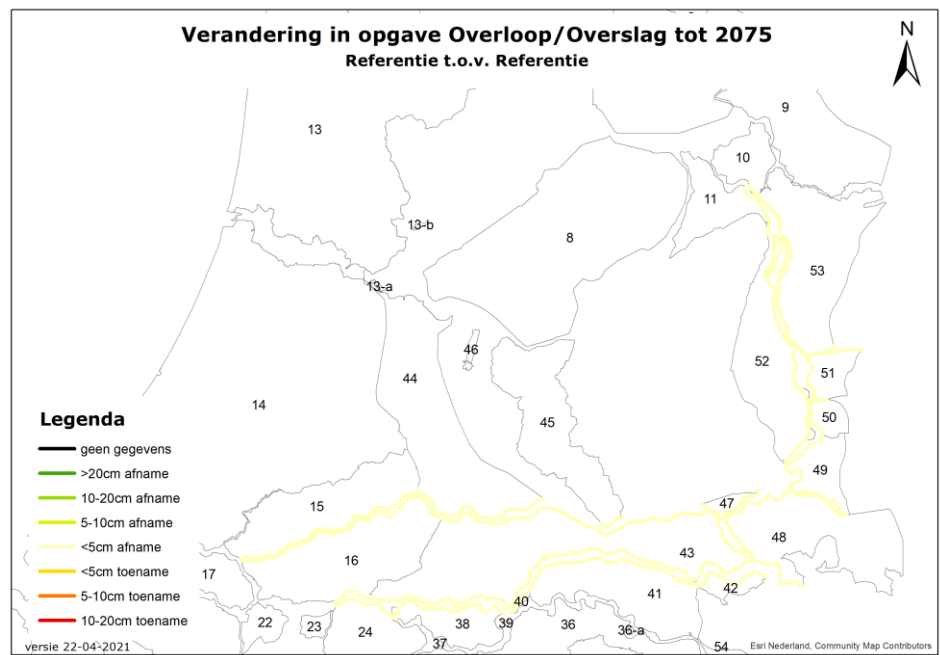 Verandering in opgave Overloop/Overslag tot 2075
Referentie t.o.v. Referentie
N
9
13
10
11
13-b
8
53
13-a
46
52
51
44
14
45
50
Legenda
geen gegevens
>20cm afname
10-20cm afname
5-10cm afname
<5cm afname
<5cm toename
5-10cm toename
10-20cm toename
49
15
47
48
43
16
17
42
41
40
22
23
24
38
39
36
36-a
37
54
versie 22-04-2021
Esri Nederland, Community Map Contributors